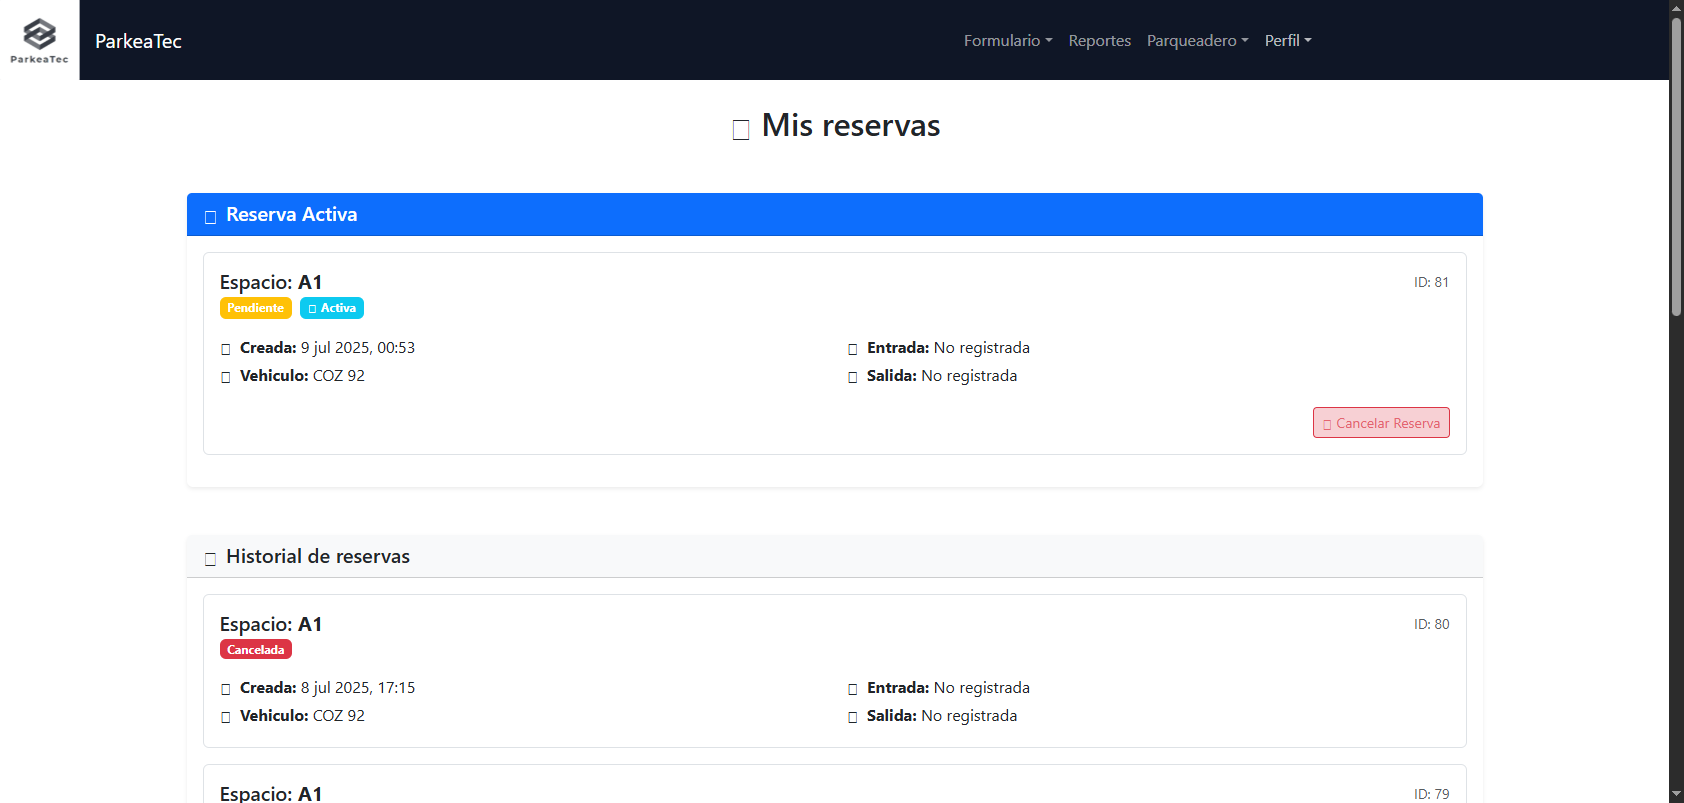 ParkeaTec
ParkeaTec
Formulario Reportes Parqueadero Perfil
Mis reservas
Reserva Activa
Espacio: A1
ID: 81
Pendiente Activa
Creada: 9 jul 2025, 00:53
Entrada: No registrada
Vehiculo: COZ 92
Salida: No registrada
Cancelar Reserva
Historial de reservas
Espacio: A1
ID: 80
Cancelada
Creada: 8 jul 2025, 17:15
Entrada: No registrada
Vehiculo: COZ 92
Salida: No registrada
Espacio: A1
ID: 79